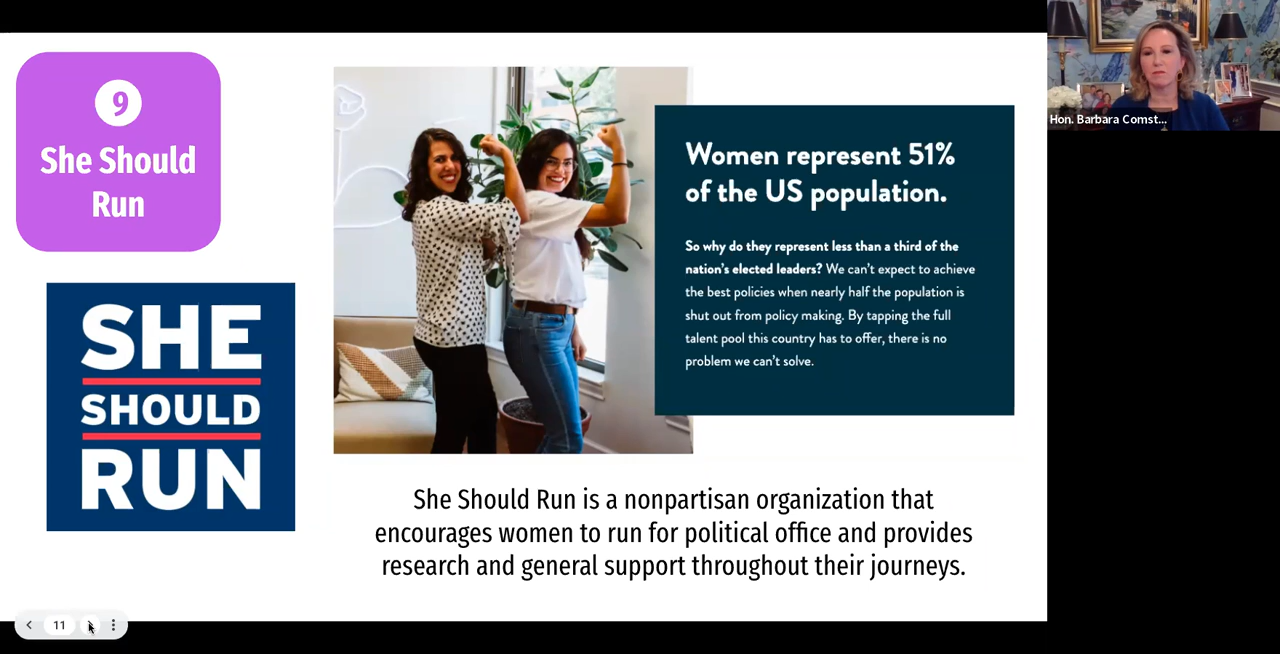 9
She Should
Run
SHE
SHOULD
RUN
Women represent 51%
of the US population.
So why do they represent less than a third of the
nation's elected leaders? We can't expect to achieve
the best policies when nearly half the population is
shut out from policy making. By tapping the full
talent pool this country has to offer, there is no
problem we can't solve.
She Should Run is a nonpartisan organization that
encourages women to run for political office and provides
research and general support throughout their journeys.
11
Hon. Barbara Comst...